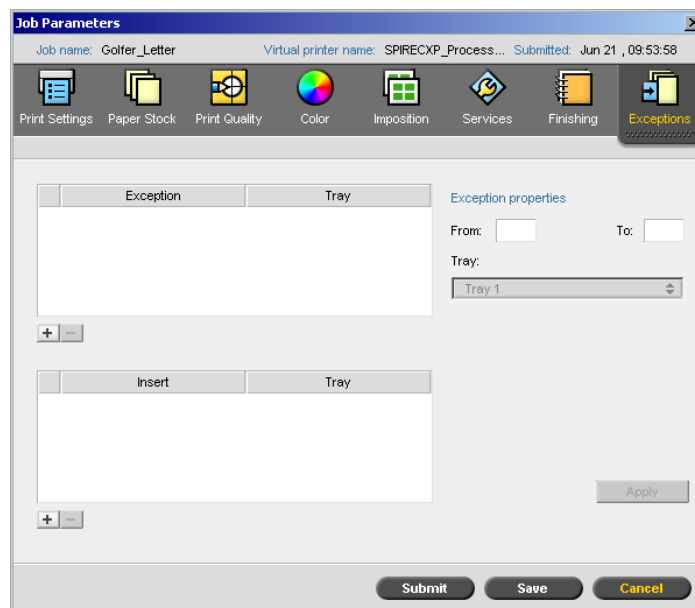 Job Parameters
Job name: Golfer_Letter Virtual printer name: SPIRECXP_Process... Submitted: Jun 21 , 09:53:58
Print Settings Paper Stock Print Quality Color Imposition Services Finishing Exceptions
Exception Tray
Exception properties
From: To:
Tray:
Tray 1
Insert Tray
Apply
Submit Save Cancel